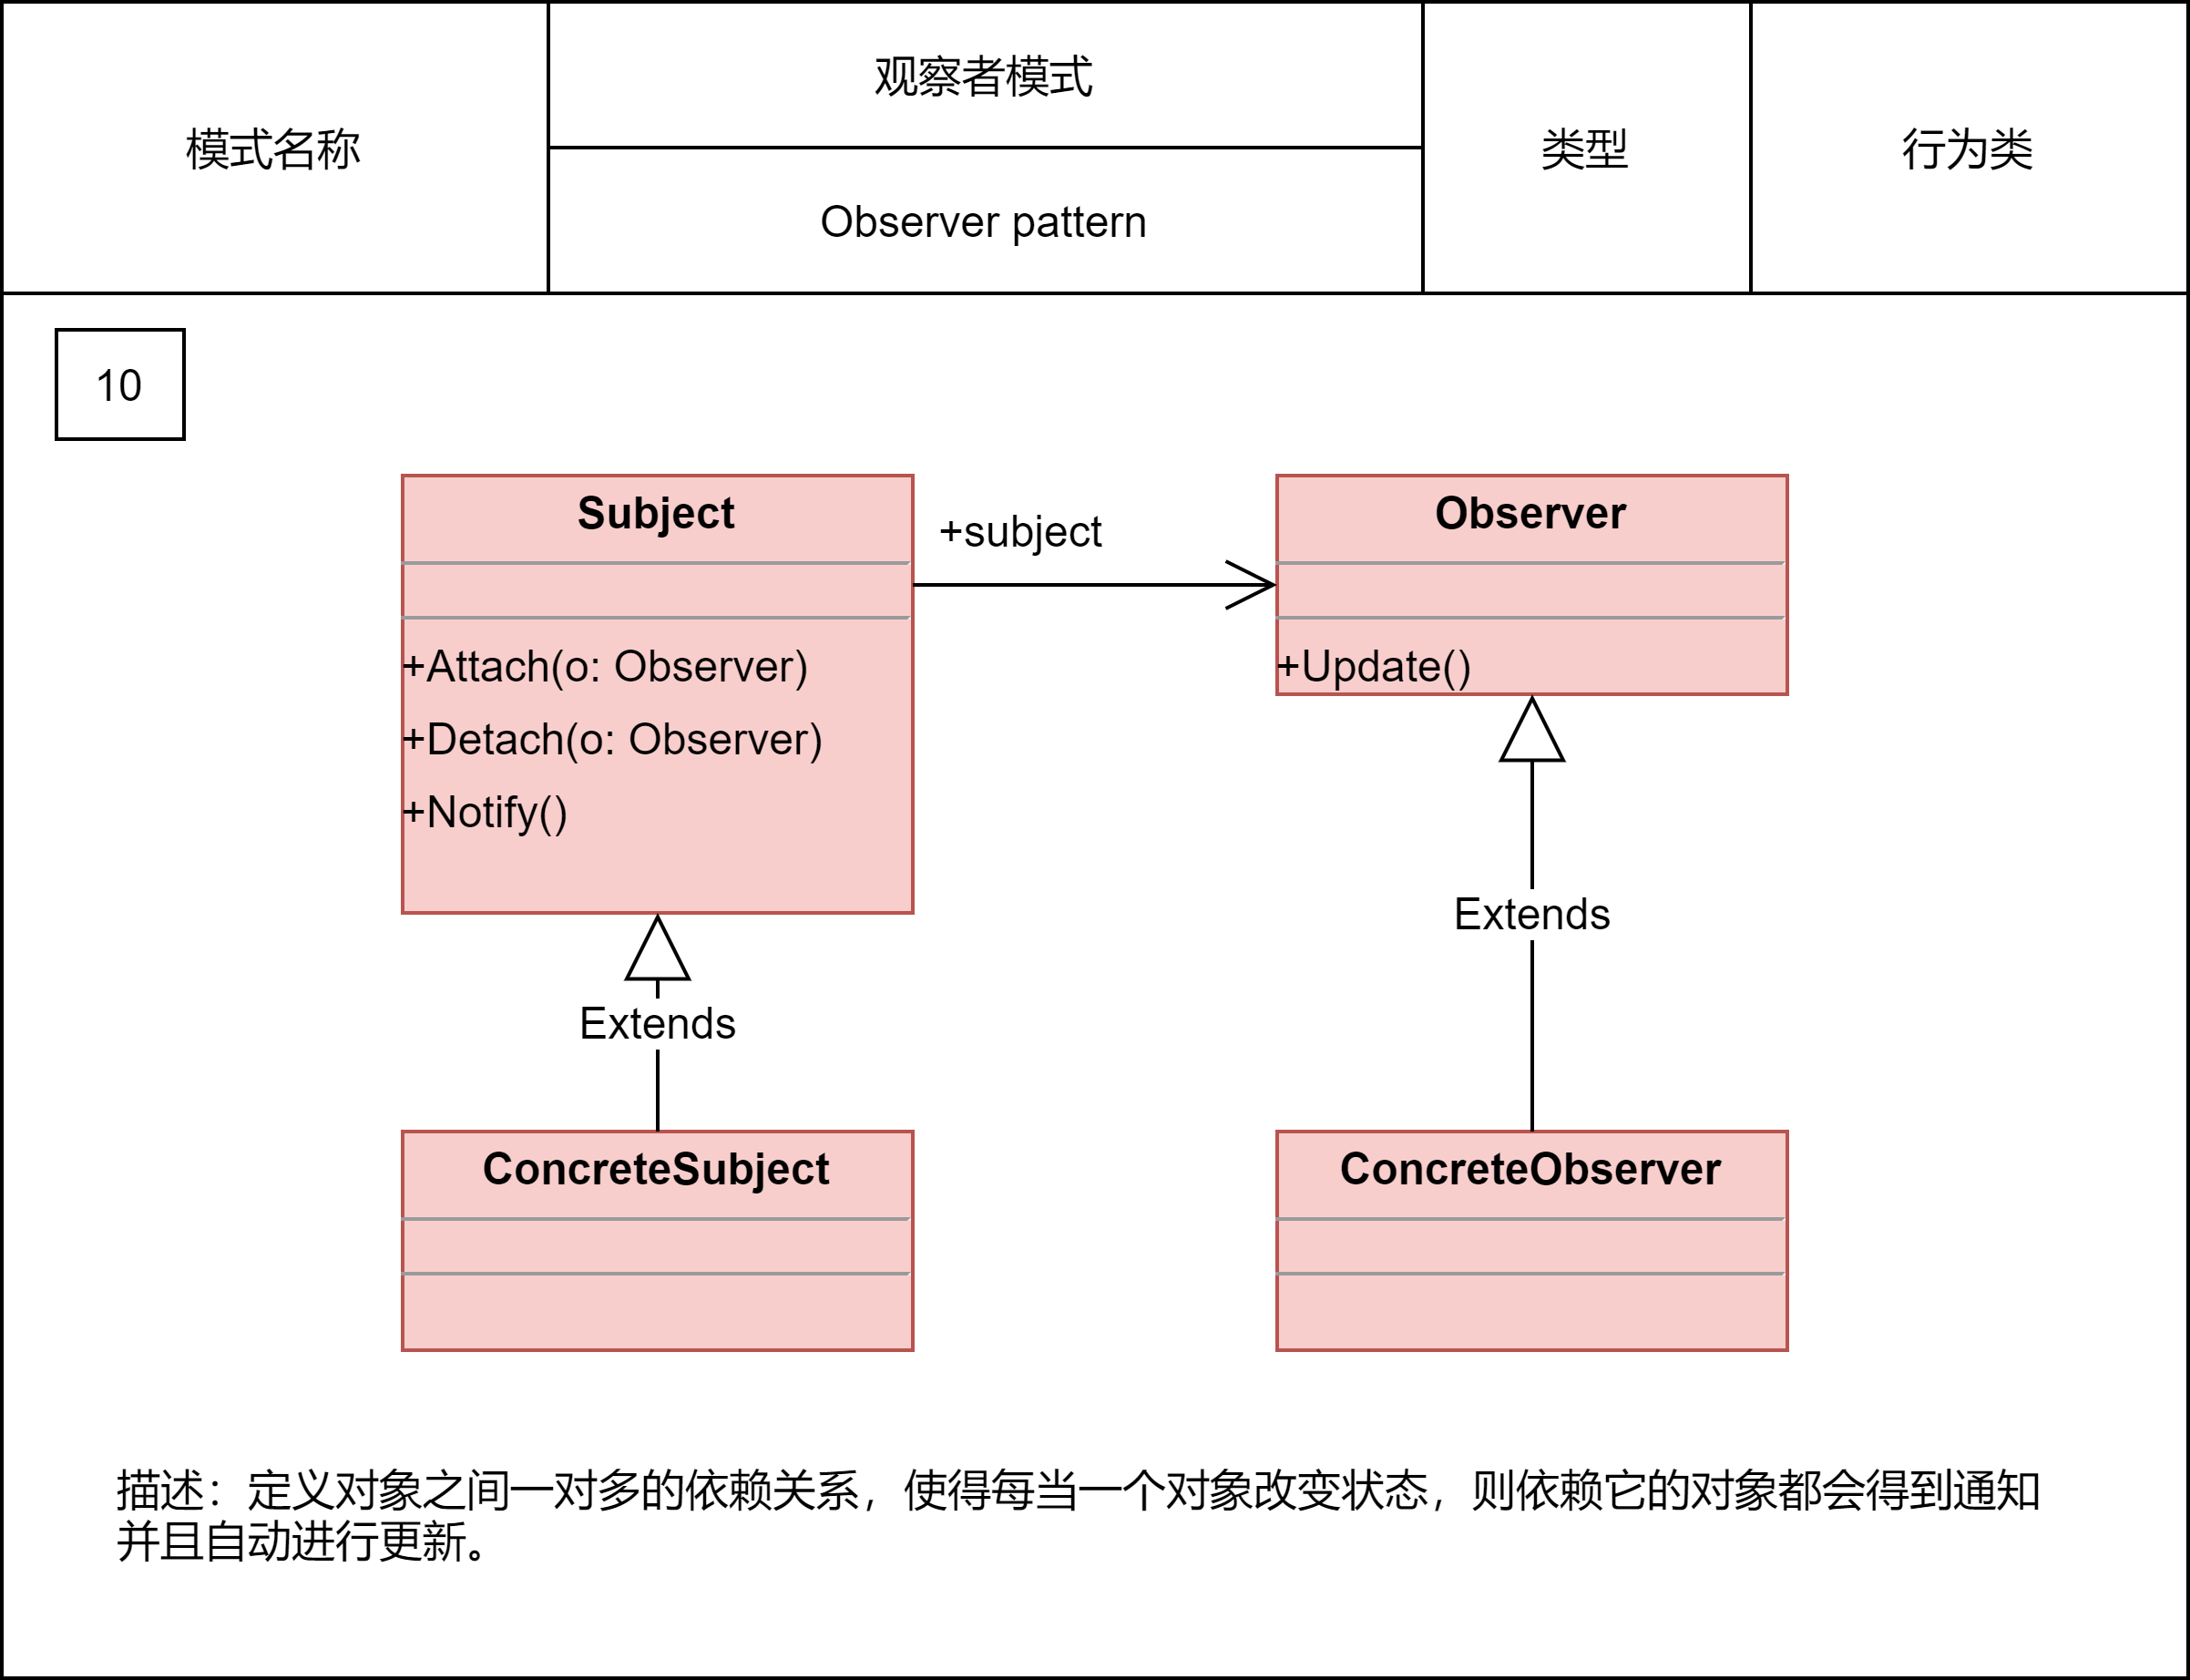 模式名称
观察者模式
Observer pattern
类型
行为类
10
Subject
+Attach(o: Observer)
+Detach(o: Observer)
+Notify()
+subject
Observer
+Update()
Extends
Extends
ConcreteSubject
ConcreteObserver
描述：定义对象之间一对多的依赖关系，使得每当一个对象改变状态，则依赖它的对象都会得到通知
并且自动进行更新。